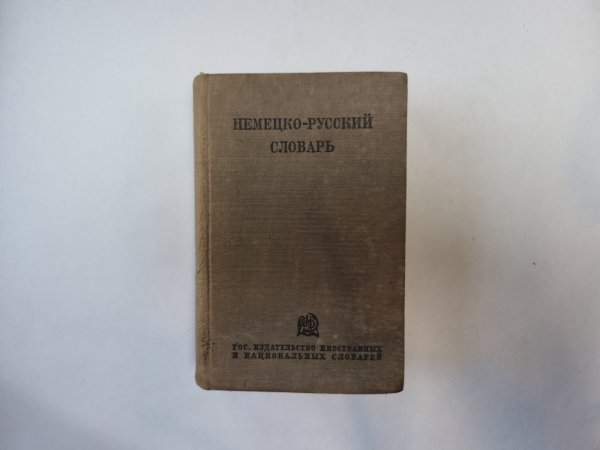 НЕМЕЦКО-РУССКИЙ
СЛОВАРЬ
ГОС. ИЗДАТЕЛЬСТВО ИНОСТРАННЫХ
И НАЦИОНАЛЬНЫХ СЛОВАРЕЙ